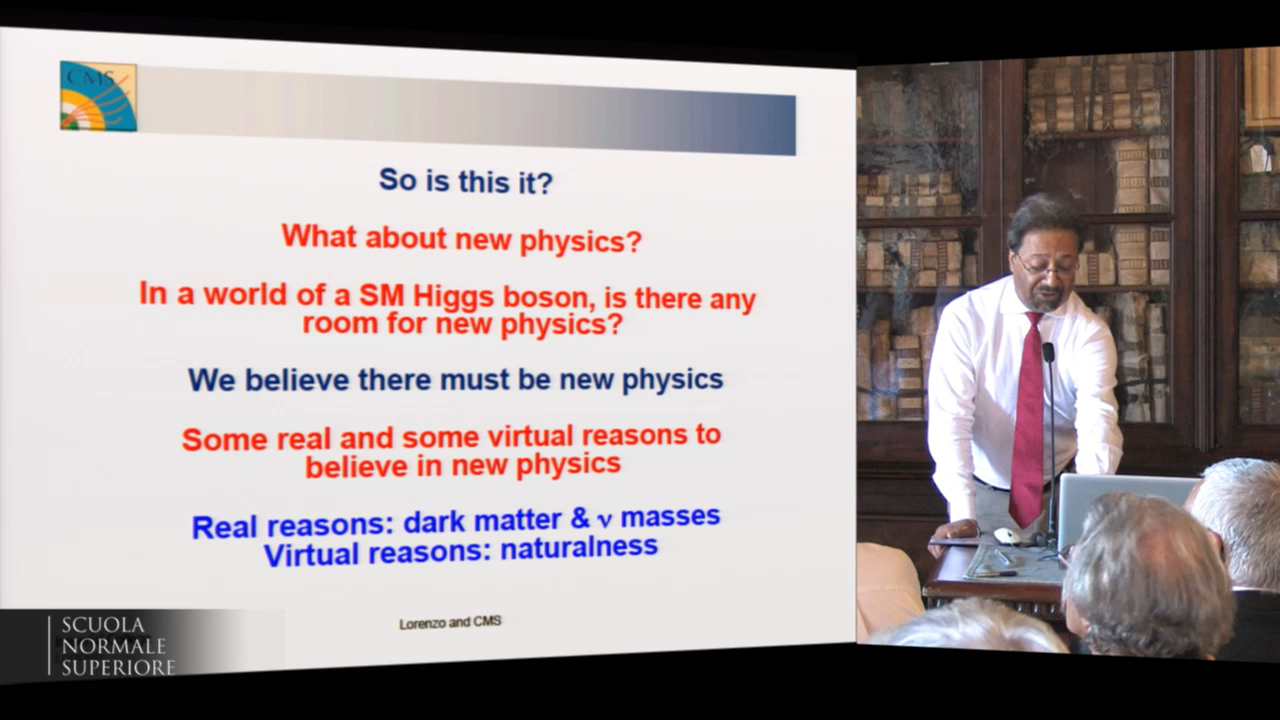 CMS
So is this it?
What about new physics?
In a world of a SM Higgs boson, is there any
room for new physics?
We believe there must be new physics
Some real and some virtual reasons to
believe in new physics
Real reasons: dark matter & ν masses
Virtual reasons: naturalness
Lorenzo and CMS
SCUOLA
NORMALE
SUPERIORE